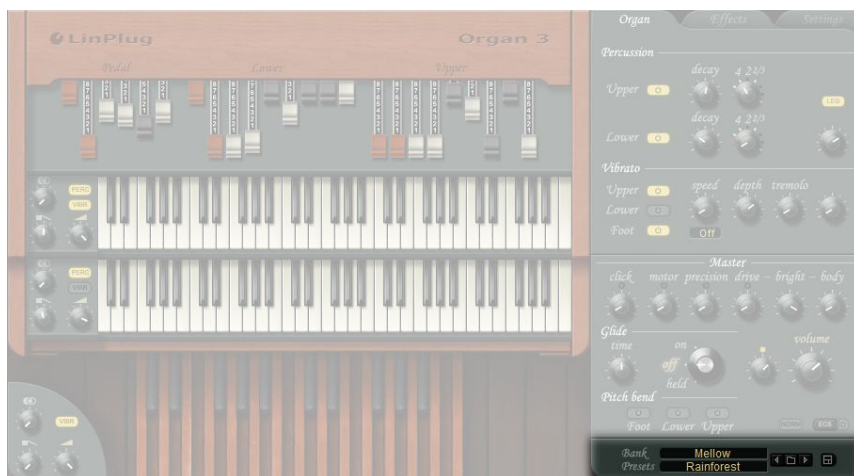 LinPlug
Organ 3
Organ
Effects
Settings
Pedal
Lower
Upper
Percussion
decay
4 2 2/3
Upper
LEG
decay
4 2 2/3
Lower
Vibrato
Upper
speed
depth
tremolo
Lower
Foot
Off
PERC
VIBR
PERC
VIBR
Master
click
motor
precision
drive
bright
body
Glide
time
on
off
held
volume
Pitch bend
Foot
Lower
Upper
EGS
VIBR
Bank
Mellow
Presets
Rainforest